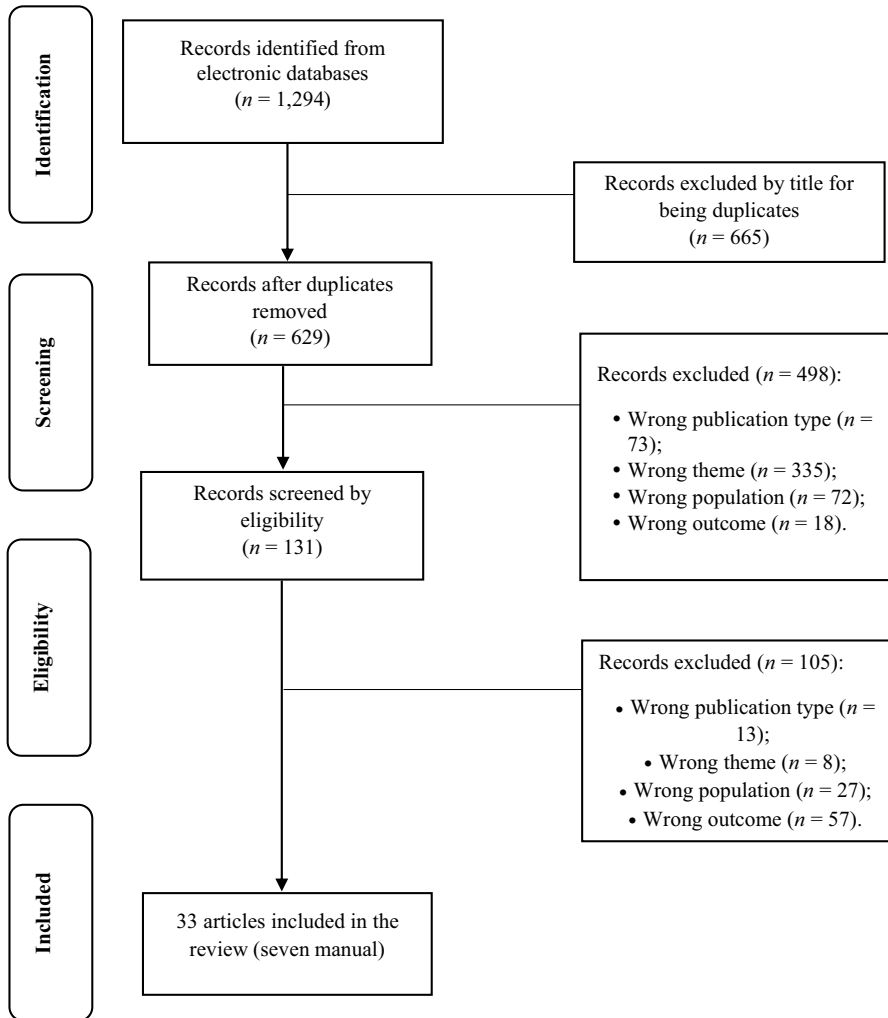 Identification
Records identified from
electronic databases
(n = 1,294)
Records excluded by title for
being duplicates
(n = 665)
Screening
Records after duplicates
removed
(n = 629)
Records excluded (n = 498):
• Wrong publication type (n =
73);
• Wrong theme (n = 335);
• Wrong population (n = 72);
• Wrong outcome (n = 18).
Records screened by
eligibility
(n = 131)
Eligibility
Records excluded (n = 105):
• Wrong publication type (n =
13);
• Wrong theme (n = 8);
• Wrong population (n = 27);
• Wrong outcome (n = 57).
Included
33 articles included in the
review (seven manual)